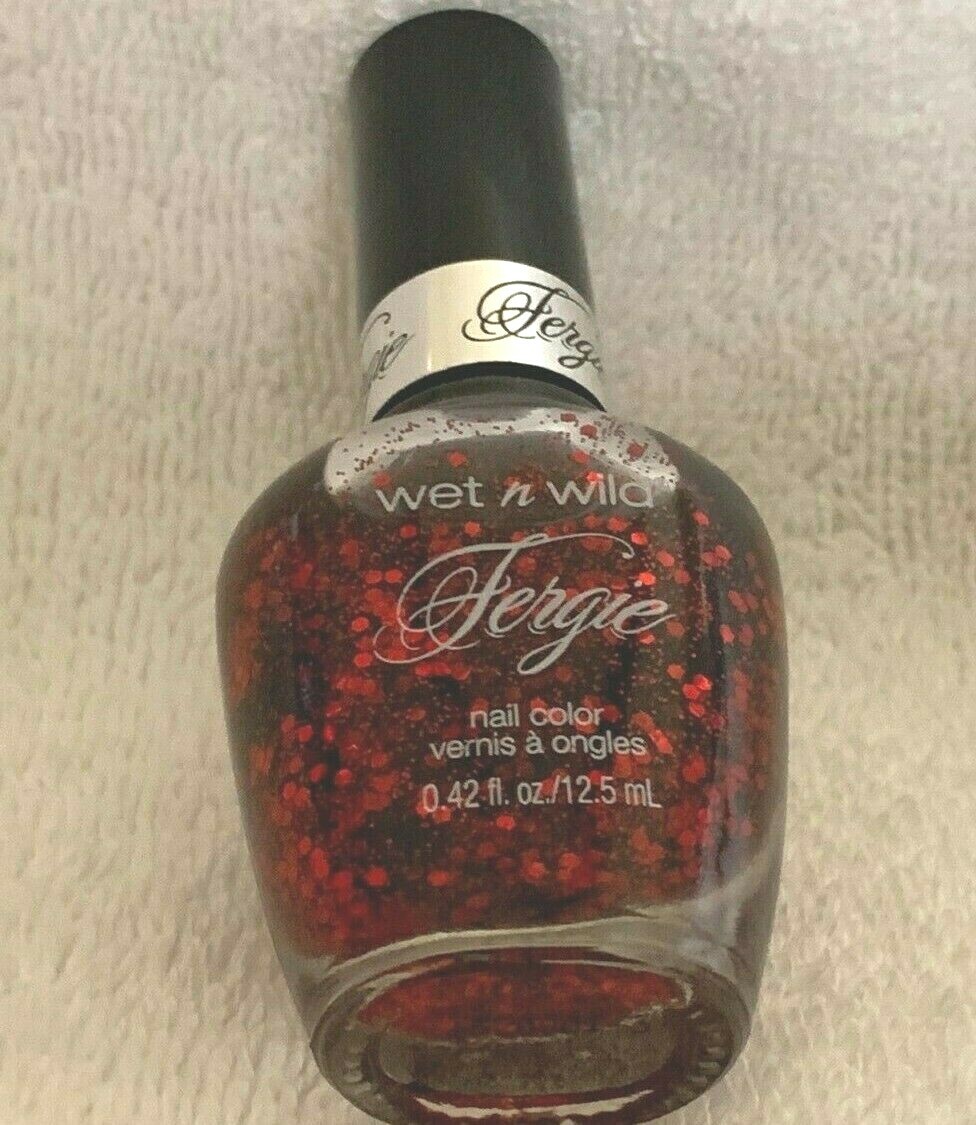 Fergie
wet n wild
Fergie
nail color
vernis à ongles
0.42 fl. oz./12.5 mL